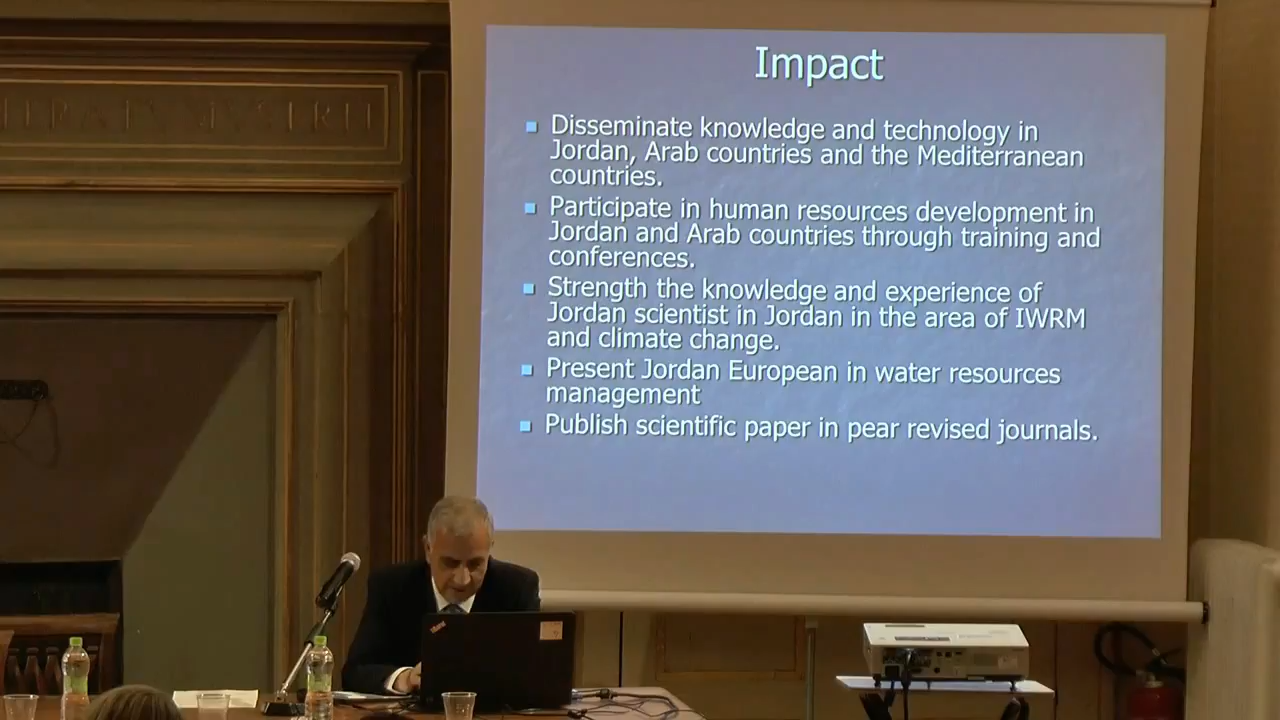 Impact
Disseminate knowledge and technology in
Jordan, Arab countries and the Mediterranean
countries.
Participate in human resources development in
Jordan and Arab countries through training and
conferences.
Strength the knowledge and experience of
Jordan scientist in Jordan in the area of IWRM
and climate change.
Present Jordan European in water resources
management
Publish scientific paper in pear revised journals.